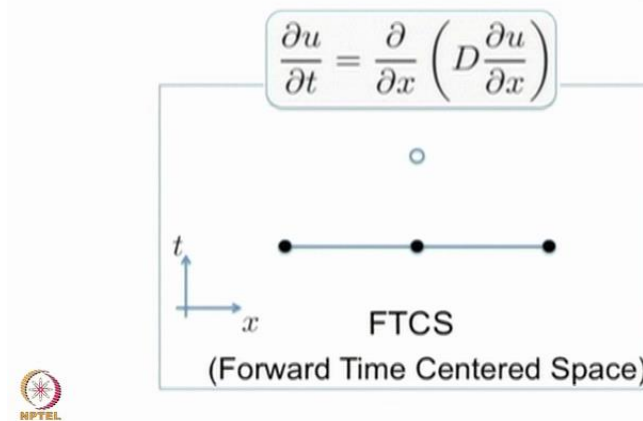 ∂u/∂t = ∂/∂x (D ∂u/∂x)
t
x
FTCS
(Forward Time Centered Space)
NPTEL